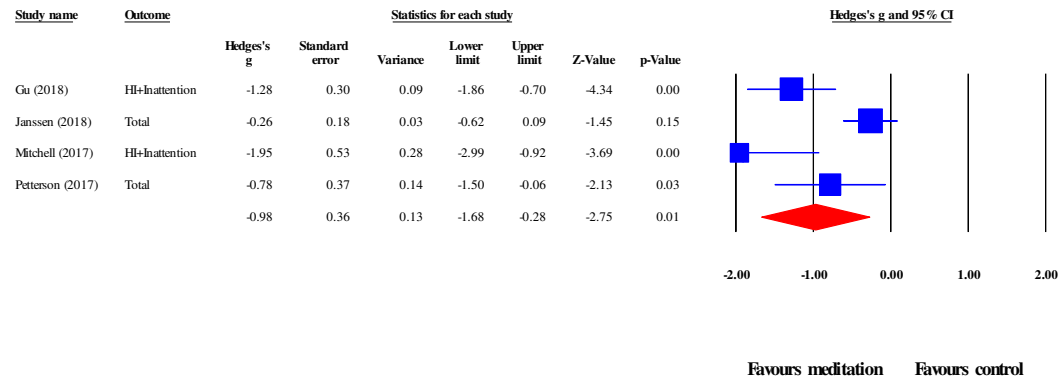 Study name Outcome Statistics for each study Hedges's g and 95% CI
Hedges's g Standard error Variance Lower limit Upper limit Z-Value p-Value
Gu (2018) HI+Inattention -1.28 0.30 0.09 -1.86 -0.70 -4.34 0.00
Janssen (2018) Total -0.26 0.18 0.03 -0.62 0.09 -1.45 0.15
Mitchell (2017) HI+Inattention -1.95 0.53 0.28 -2.99 -0.92 -3.69 0.00
Petterson (2017) Total -0.78 0.37 0.14 -1.50 -0.06 -2.13 0.03
-0.98 0.36 0.13 -1.68 -0.28 -2.75 0.01
-2.00 -1.00 0.00 1.00 2.00
Favours meditation Favours control